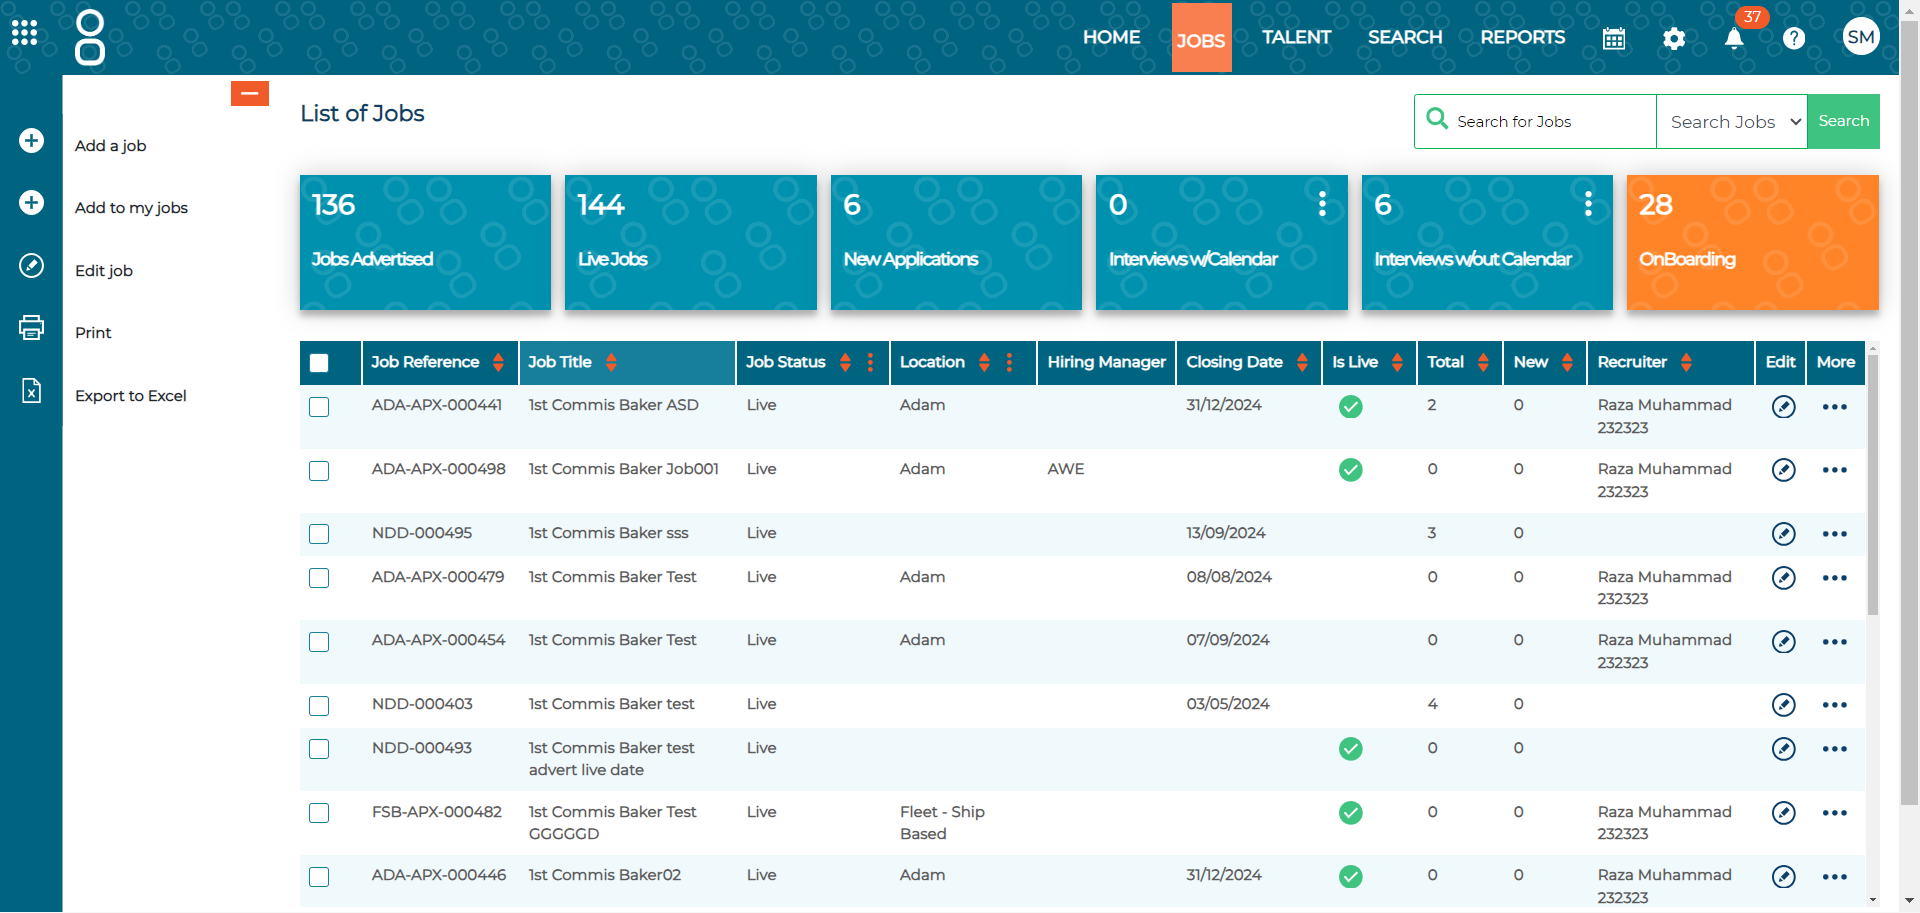 HOME JOBS TALENT SEARCH REPORTS 37 SM
Add a job
Add to my jobs
Edit job
Print
Export to Excel
List of Jobs
Search for Jobs Search Jobs Search
136 144 6 0 6 28
Jobs Advertised Live Jobs New Applications Interviews w/Calendar Interviews w/out Calendar OnBoarding
Job Reference Job Title Job Status Location Hiring Manager Closing Date Is Live Total New Recruiter Edit More
ADA-APX-000441 1st Commis Baker ASD Live Adam 31/12/2024 2 0 Raza Muhammad
232323
ADA-APX-000498 1st Commis Baker Job001 Live Adam AWE 0 0 Raza Muhammad
232323
NDD-000495 1st Commis Baker sss Live 13/09/2024 3 0
ADA-APX-000479 1st Commis Baker Test Live Adam 08/08/2024 0 0 Raza Muhammad
232323
ADA-APX-000454 1st Commis Baker Test Live Adam 07/09/2024 0 0 Raza Muhammad
232323
NDD-000403 1st Commis Baker test Live 03/05/2024 4 0
NDD-000493 1st Commis Baker test Live 0 0
advert live date
FSB-APX-000482 1st Commis Baker Test Live Fleet - Ship 0 0 Raza Muhammad
GGGGGD Based 232323
ADA-APX-000446 1st Commis Baker02 Live Adam 31/12/2024 0 0 Raza Muhammad
232323